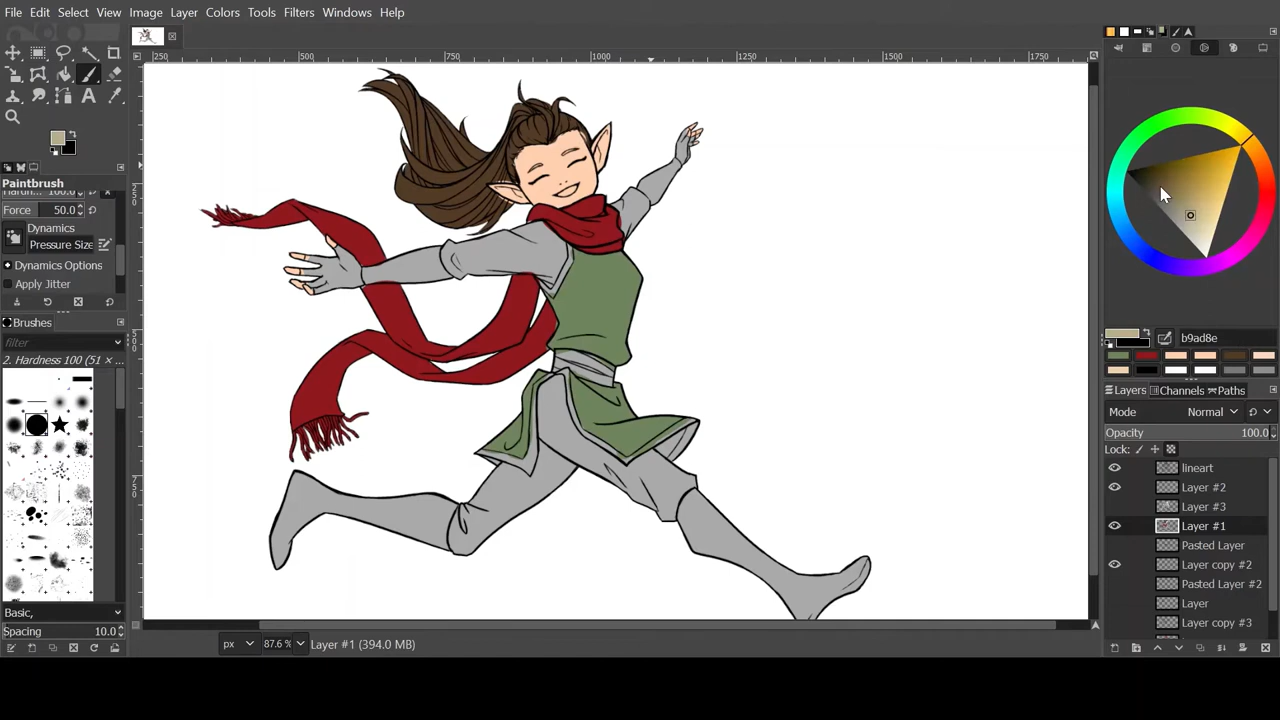 File Edit Select View Image Layer Colors Tools Filters Windows Help
250 500 750 1000 1250 1500 1750
250
500
750
Paintbrush
Force 50.0
Dynamics
Pressure Size
Dynamics Options
Apply Jitter
Brushes
filter
2. Hardness 100 (51 × ...
Basic,
Spacing 10.0
px 87.6 % Layer #1 (394.0 MB)
b9ad8e
Layers Channels Paths
Mode Normal
Opacity 100.0
Lock:
lineart
Layer #2
Layer #3
Layer #1
Pasted Layer
Layer copy #2
Pasted Layer #2
Layer
Layer copy #3